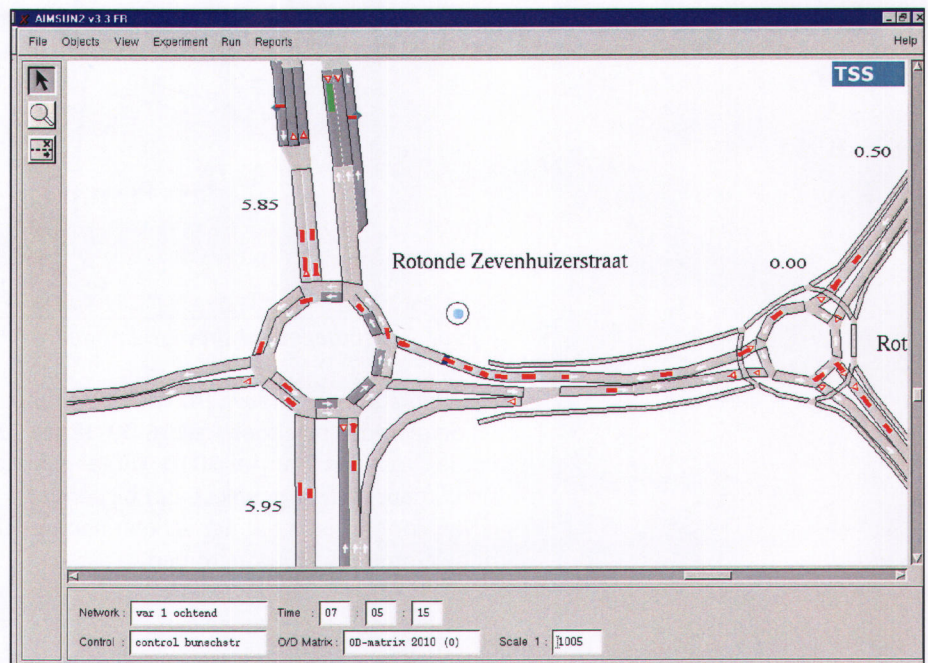 AIMSUN2 v3 3 FR
File Objects View Experiment Run Reports Help
TSS
0.50
5.85
Rotonde Zevenhuizerstraat
0.00
Rot
5.95
Network : var 1 ochtend Time : 07 : 05 : 15
Control : control bunschstr O/D Matrix : OD-matrix 2010 (0) Scale 1 : 1005